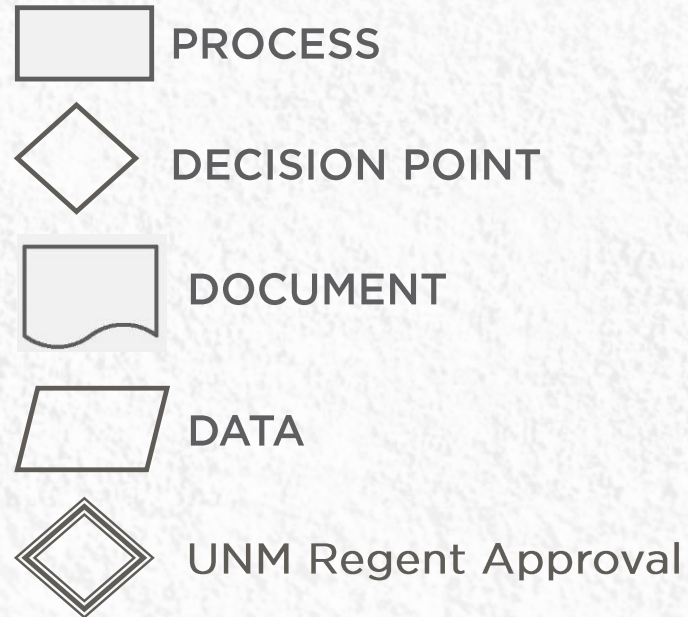 PROCESS
DECISION POINT
DOCUMENT
DATA
UNM Regent Approval